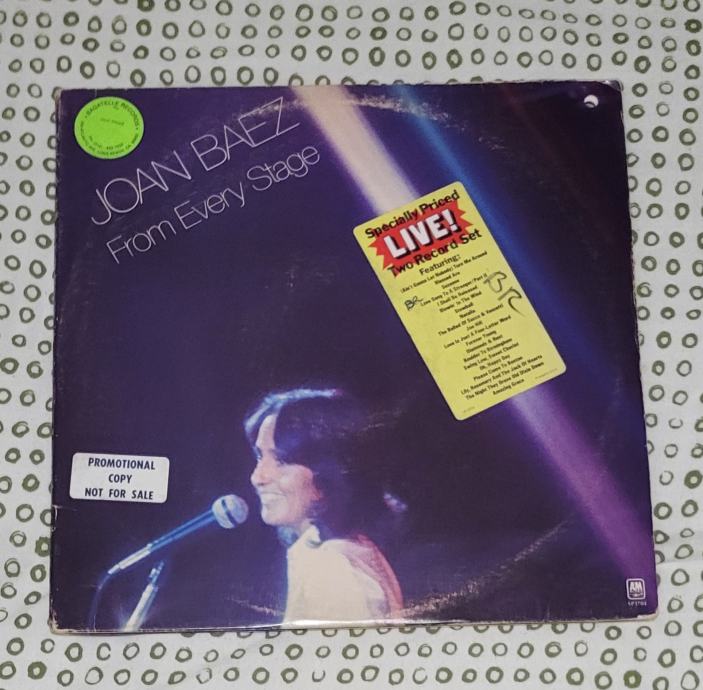 BAGATELLE RECORDS
JOAN BAEZ
From Every Stage
Specially Priced
LIVE!
Two Record Set
Featuring:
(Ain't Gonna Let Nobody) Turn Me Around
Blessed Are
Suzanne
Love Song To A Stranger/Part II
I Shall Be Released
Blowin' In The Wind
Stewball
Natalia
The Ballad Of Sacco & Vanzetti
Joe Hill
Love Is Just A Four-Letter Word
Forever Young
Diamonds & Rust
Boulder To Birmingham
Swing Low, Sweet Chariot
Oh, Happy Day
Please Come To Boston
Lily, Rosemary And The Jack Of Hearts
The Night They Drove Old Dixie Down
Amazing Grace
PROMOTIONAL
COPY
NOT FOR SALE
A&M